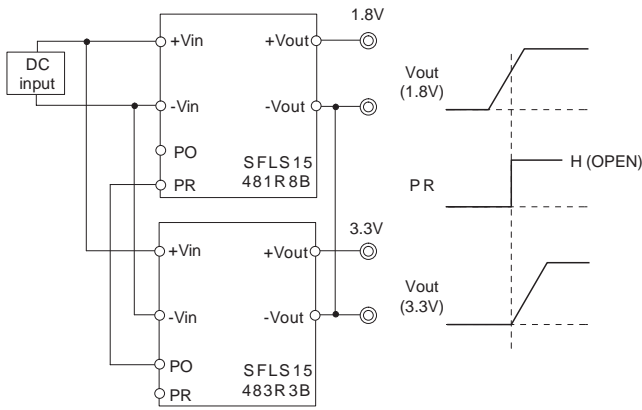 DC
input
+Vin
-Vin
PO
PR
+Vout
-Vout
SFLS15
481R8B
1.8V
+Vin
-Vin
PO
PR
+Vout
-Vout
SFLS15
483R3B
3.3V
Vout
(1.8V)
PR
H (OPEN)
Vout
(3.3V)